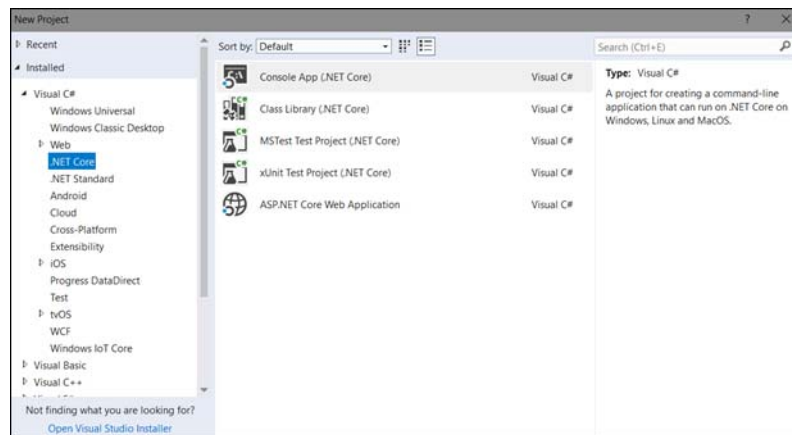 New Project
?
Recent
Installed
Visual C#
Windows Universal
Windows Classic Desktop
Web
.NET Core
.NET Standard
Android
Cloud
Cross-Platform
Extensibility
iOS
Progress DataDirect
Test
tvOS
WCF
Windows IoT Core
Visual Basic
Visual C++
Not finding what you are looking for?
Open Visual Studio Installer
Sort by: Default
Console App (.NET Core) Visual C#
Class Library (.NET Core) Visual C#
MSTest Test Project (.NET Core) Visual C#
xUnit Test Project (.NET Core) Visual C#
ASP.NET Core Web Application Visual C#
Search (Ctrl+E)
Type: Visual C#
A project for creating a command-line
application that can run on .NET Core on
Windows, Linux and MacOS.